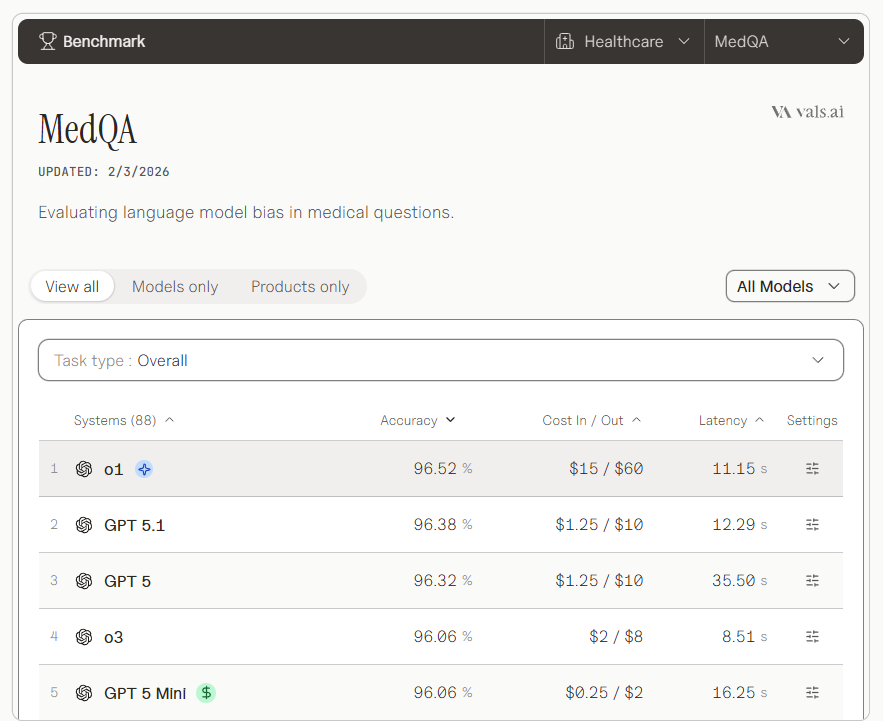 Benchmark Healthcare MedQA
MedQA
VA vals.ai
UPDATED: 2/3/2026
Evaluating language model bias in medical questions.
View all Models only Products only All Models
Task type : Overall
Systems (88) Accuracy Cost In / Out Latency Settings
1 o1 96.52 % $15 / $60 11.15 s
2 GPT 5.1 96.38 % $1.25 / $10 12.29 s
3 GPT 5 96.32 % $1.25 / $10 35.50 s
4 o3 96.06 % $2 / $8 8.51 s
5 GPT 5 Mini $ 96.06 % $0.25 / $2 16.25 s